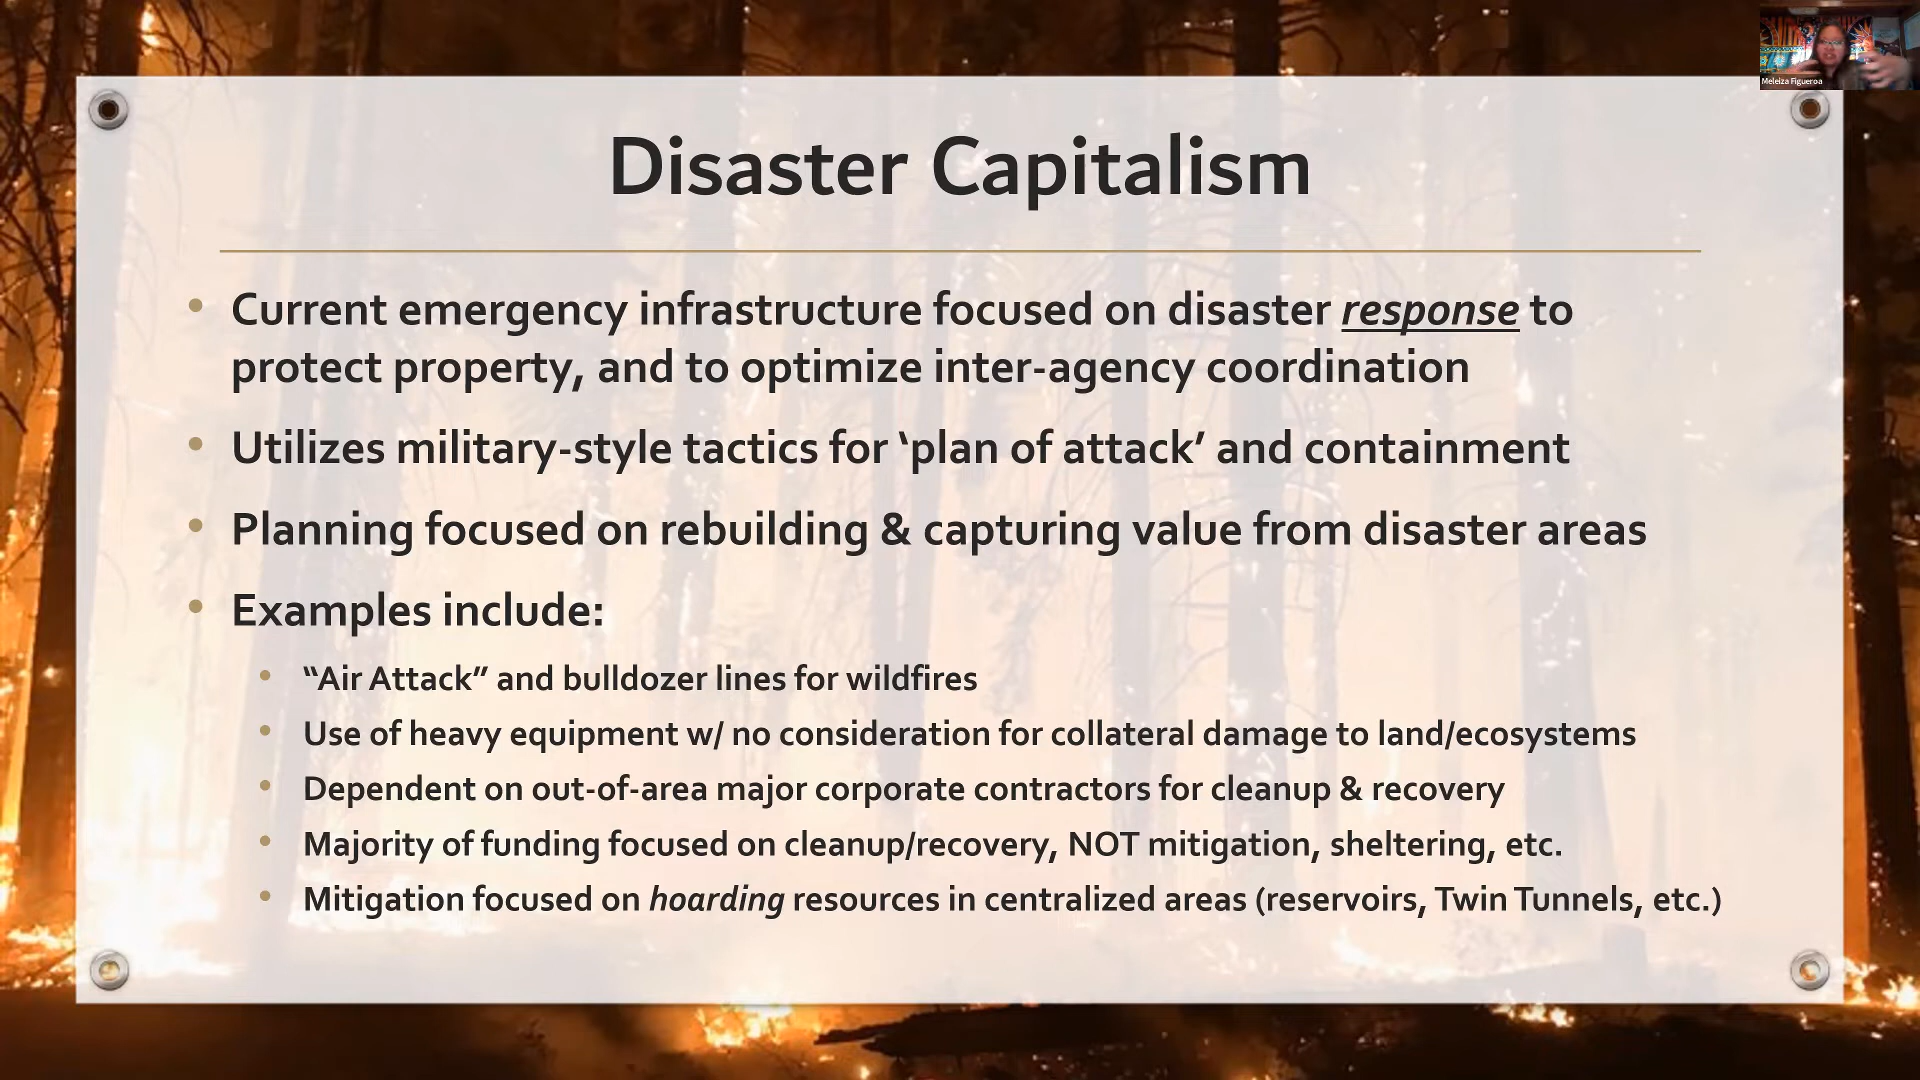 Meleiza Figueroa
Disaster Capitalism
• Current emergency infrastructure focused on disaster response to
protect property, and to optimize inter-agency coordination
• Utilizes military-style tactics for ‘plan of attack’ and containment
• Planning focused on rebuilding & capturing value from disaster areas
• Examples include:
• “Air Attack” and bulldozer lines for wildfires
• Use of heavy equipment w/ no consideration for collateral damage to land/ecosystems
• Dependent on out-of-area major corporate contractors for cleanup & recovery
• Majority of funding focused on cleanup/recovery, NOT mitigation, sheltering, etc.
• Mitigation focused on hoarding resources in centralized areas (reservoirs, Twin Tunnels, etc.)